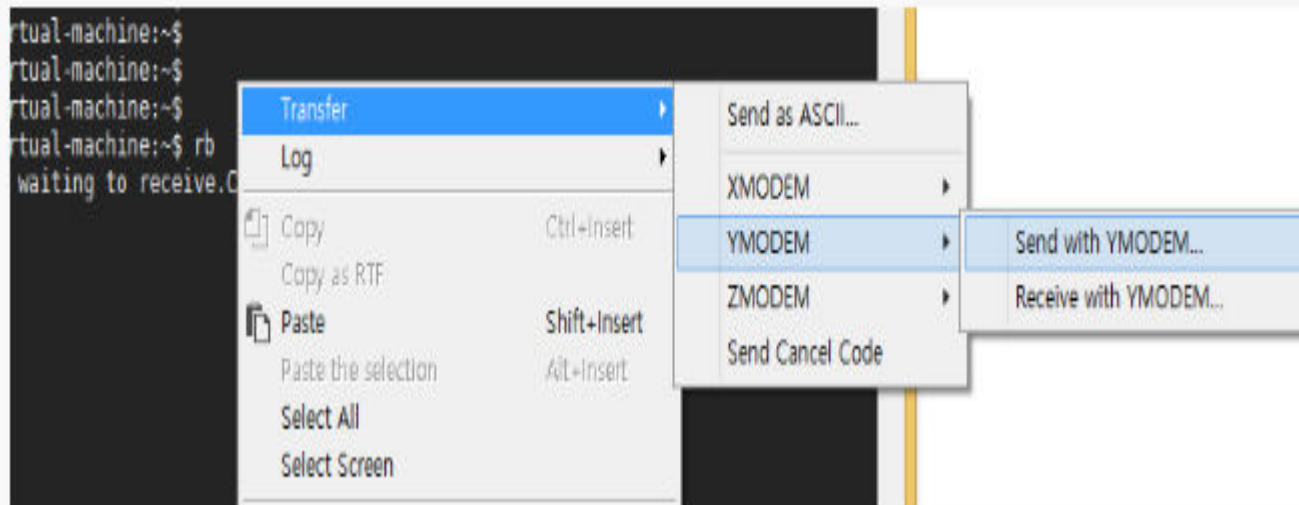 rtual-machine:~$
rtual-machine:~$
rtual-machine:~$
rtual-machine:~$ rb
waiting to receive.C
Transfer
Log
Copy Ctrl+Insert
Copy as RTF
Paste Shift+Insert
Paste the selection Alt+Insert
Select All
Select Screen
Send as ASCII...
XMODEM
YMODEM
ZMODEM
Send Cancel Code
Send with YMODEM...
Receive with YMODEM...